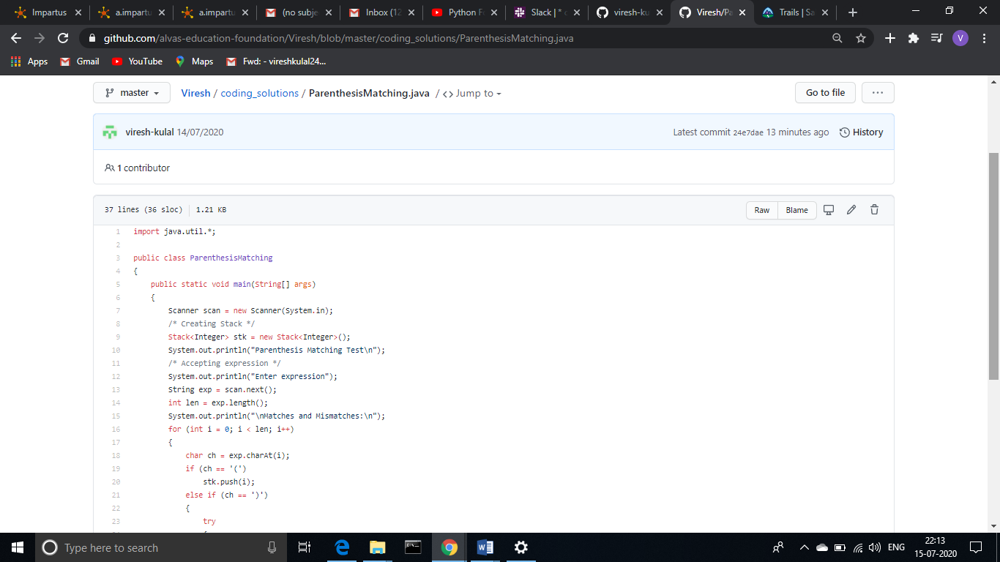 Impartus
a.impartu
a.impartu
(no subje
Inbox (12
Python F
Slack | * c
viresh-ku
Viresh/Pa
Trails | Sa
github.com/alvas-education-foundation/Viresh/blob/master/coding_solutions/ParenthesisMatching.java
V
Apps
Gmail
YouTube
Maps
Fwd: - vireshkulal24...
master
Viresh / coding_solutions / ParenthesisMatching.java / <> Jump to
Go to file
...
viresh-kulal 14/07/2020
Latest commit 24e7dae 13 minutes ago
History
1 contributor
37 lines (36 sloc) 1.21 KB
Raw
Blame
1 import java.util.*;
2
3 public class ParenthesisMatching
4 {
5 public static void main(String[] args)
6 {
7 Scanner scan = new Scanner(System.in);
8 /* Creating Stack */
9 Stack<Integer> stk = new Stack<Integer>();
10 System.out.println("Parenthesis Matching Test\n");
11 /* Accepting expression */
12 System.out.println("Enter expression");
13 String exp = scan.next();
14 int len = exp.length();
15 System.out.println("\nMatches and Mismatches:\n");
16 for (int i = 0; i < len; i++)
17 {
18 char ch = exp.charAt(i);
19 if (ch == '(')
20 stk.push(i);
21 else if (ch == ')')
22 {
23 try
Type here to search
ENG
22:13
15-07-2020